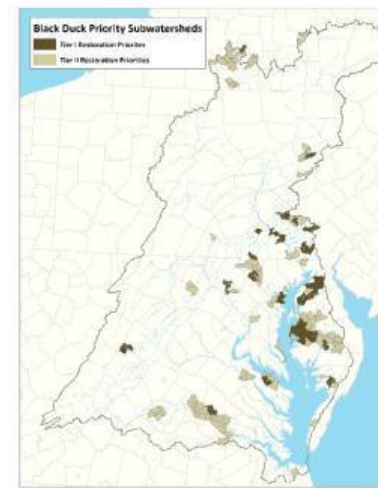 Black Duck Priority Subwatersheds
Tier I Restoration Priorities
Tier II Restoration Priorities